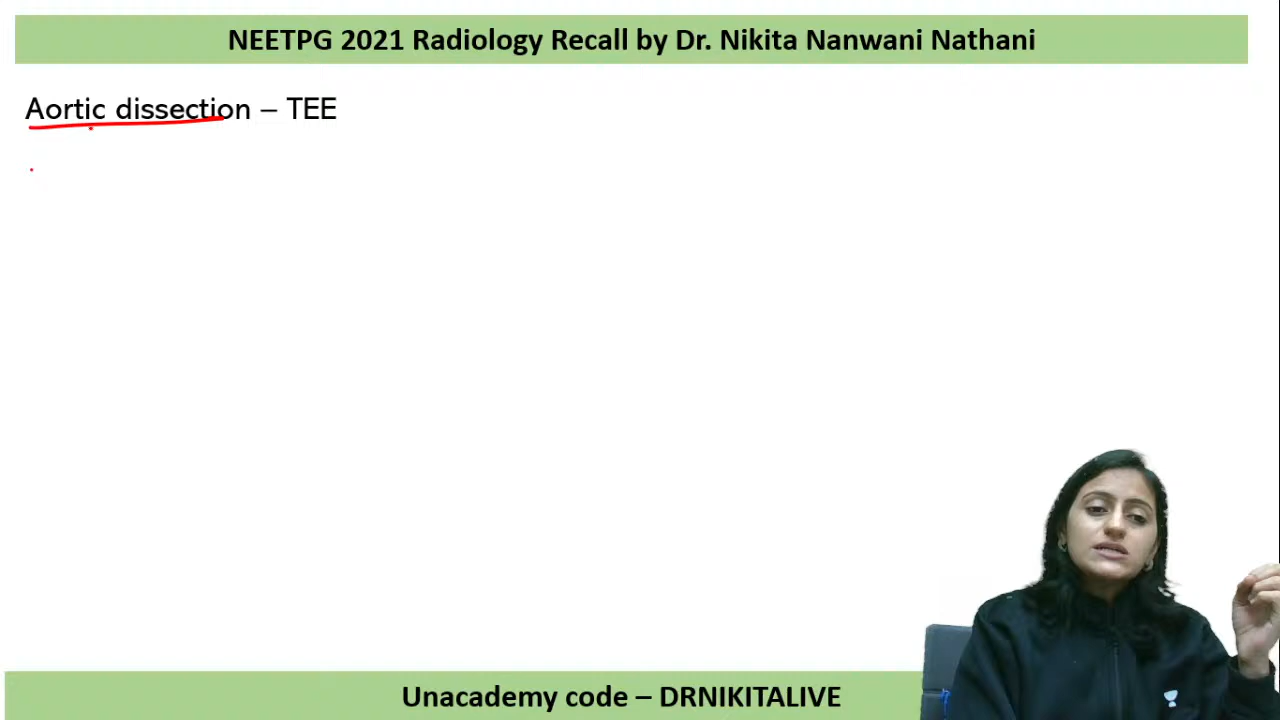 NEETPG 2021 Radiology Recall by Dr. Nikita Nanwani Nathani
Aortic dissection – TEE
Unacademy code – DRNIKITALIVE